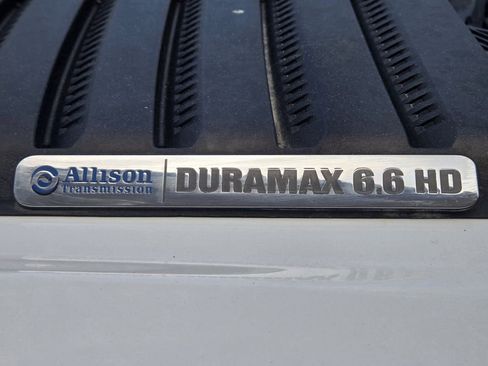 Allison
Transmission
DURAMAX 6.6 HD